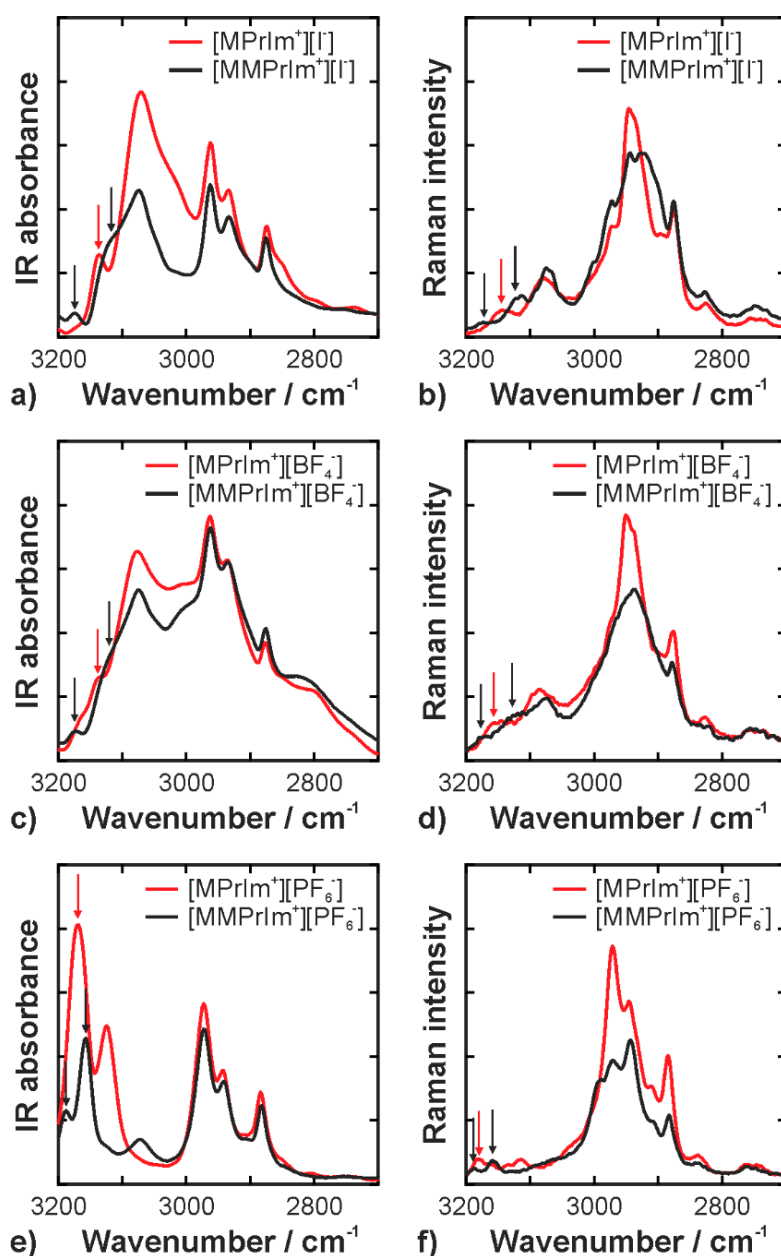 [MPrIm⁺][I⁻]
[MMPrIm⁺][I⁻]
IR absorbance
3200 3000 2800
Wavenumber / cm⁻¹
a)
[MPrIm⁺][I⁻]
[MMPrIm⁺][I⁻]
Raman intensity
3200 3000 2800
Wavenumber / cm⁻¹
b)
[MPrIm⁺][BF₄⁻]
[MMPrIm⁺][BF₄⁻]
IR absorbance
3200 3000 2800
Wavenumber / cm⁻¹
c)
[MPrIm⁺][BF₄⁻]
[MMPrIm⁺][BF₄⁻]
Raman intensity
3200 3000 2800
Wavenumber / cm⁻¹
d)
[MPrIm⁺][PF₆⁻]
[MMPrIm⁺][PF₆⁻]
IR absorbance
3200 3000 2800
Wavenumber / cm⁻¹
e)
[MPrIm⁺][PF₆⁻]
[MMPrIm⁺][PF₆⁻]
Raman intensity
3200 3000 2800
Wavenumber / cm⁻¹
f)